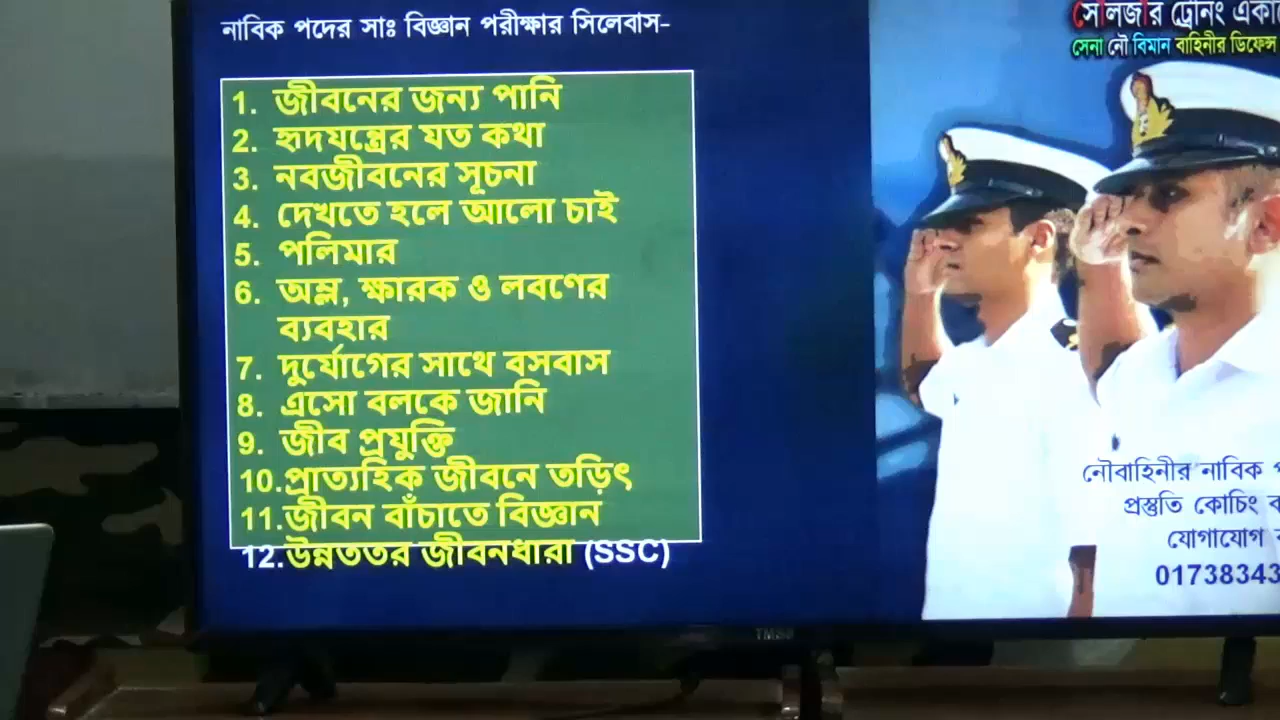 নাবিক পদের সাঃ বিজ্ঞান পরীক্ষার সিলেবাস-
1. জীবনের জন্য পানি
2. হৃদযন্ত্রের যত কথা
3. নবজীবনের সূচনা
4. দেখতে হলে আলো চাই
5. পলিমার
6. অম্ল, ক্ষারক ও লবণের
ব্যবহার
7. দুর্যোগের সাথে বসবাস
8. এসো বলকে জানি
9. জীব প্রযুক্তি
10.প্রাত্যহিক জীবনে তড়িৎ
11.জীবন বাঁচাতে বিজ্ঞান
12.উন্নততর জীবনধারা (SSC)
সোলজার ট্রেনিং
সেনা নৌ বিমান বাহিনীর ডিফেন্স
নৌবাহিনীর নাবিক
প্রস্তুতি কোচিং
যোগাযোগ
01738343